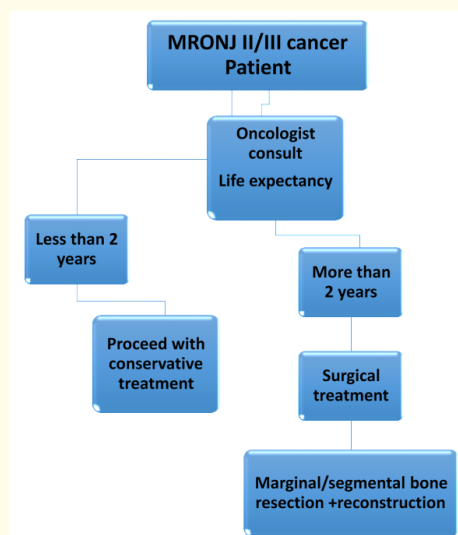 MRONJ II/III cancer
Patient
Oncologist
consult
Life expectancy
Less than 2
years
More than
2 years
Proceed with
conservative
treatment
Surgical
treatment
Marginal/segmental bone
resection +reconstruction